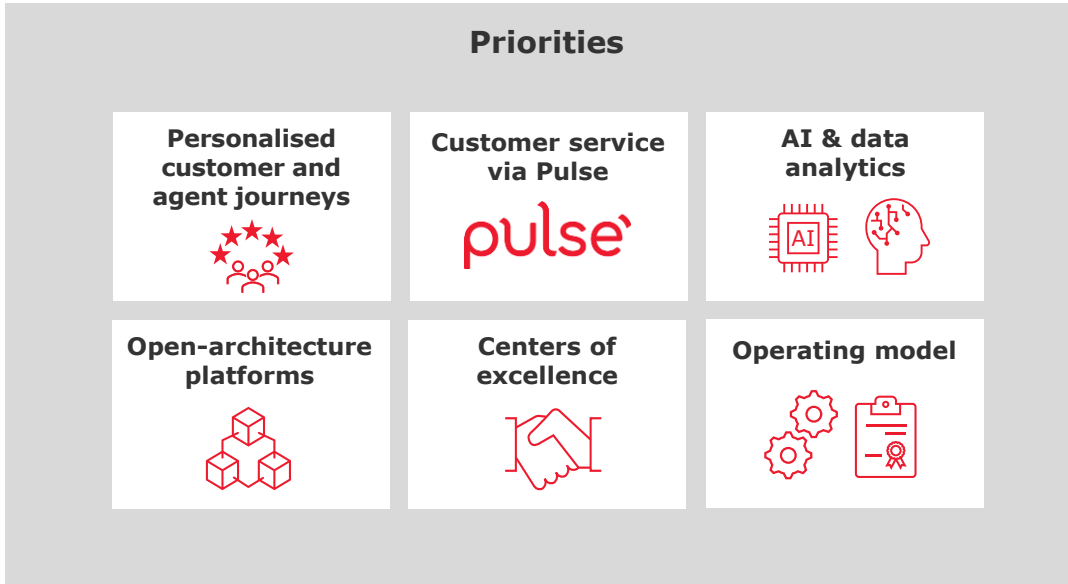 Priorities
Personalised
customer and
agent journeys
Customer service
via Pulse
pulse
AI & data
analytics
AI
Open-architecture
platforms
Centers of
excellence
Operating model